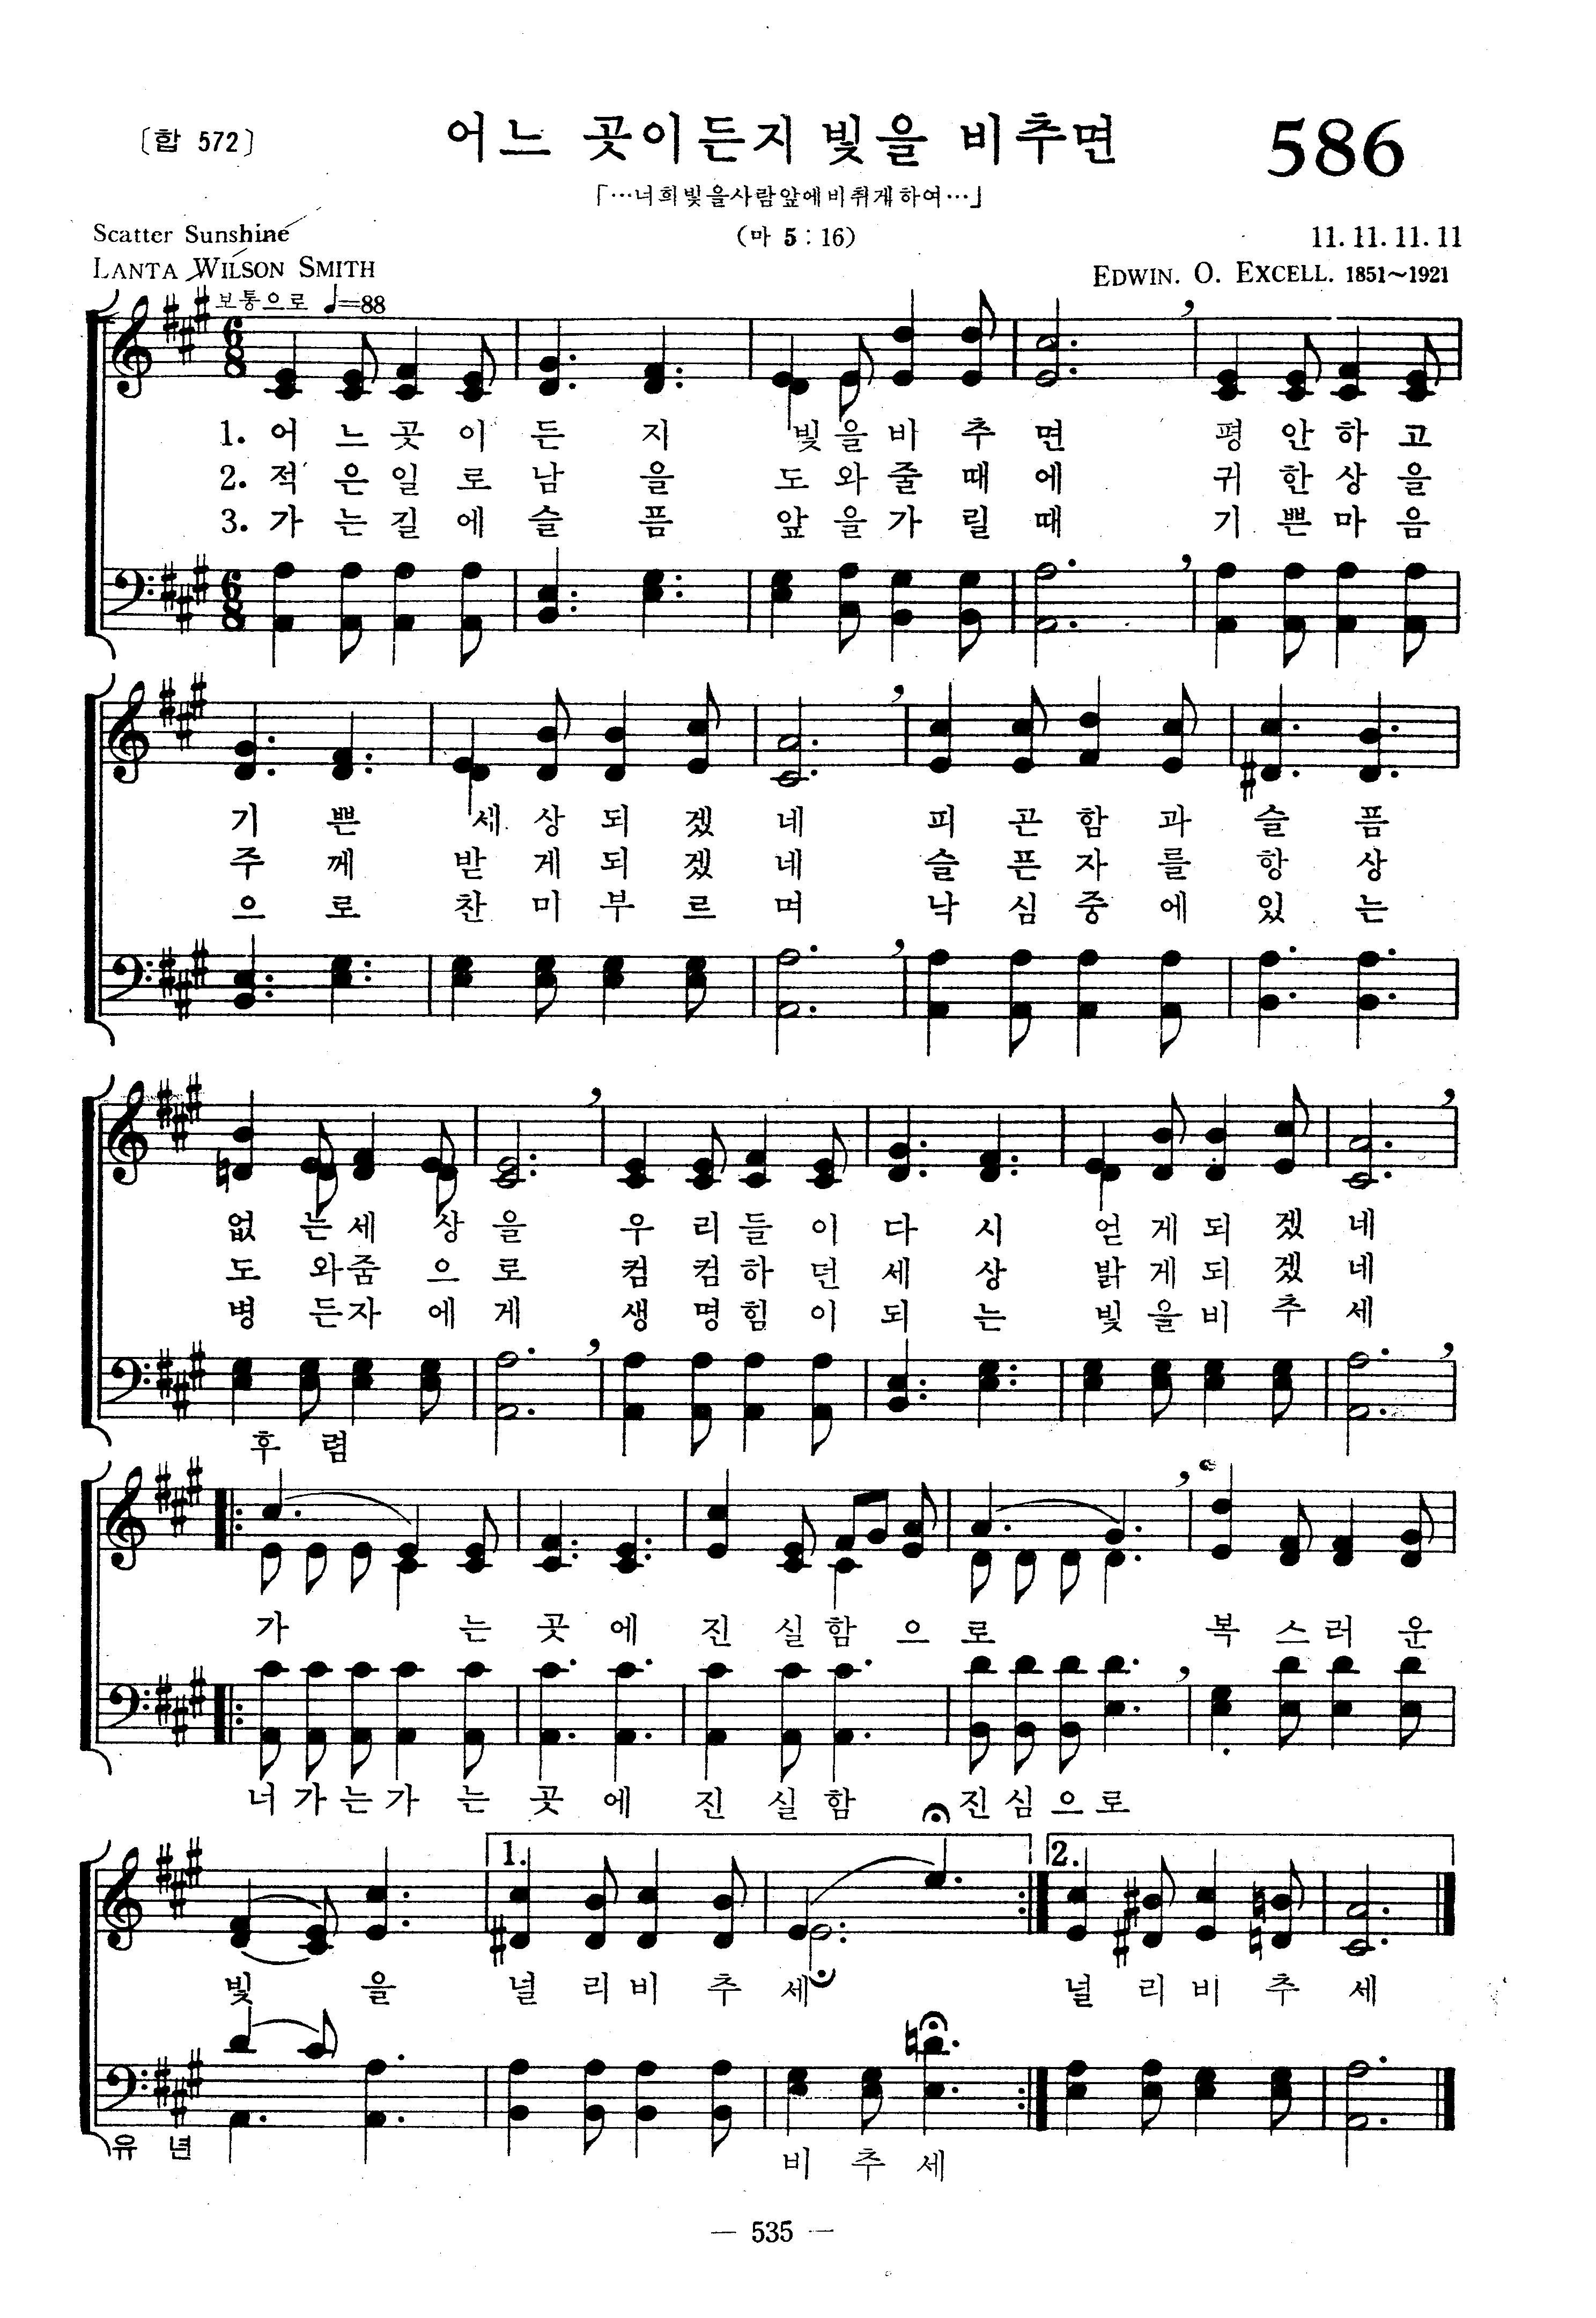 〔합 572〕
어느 곳이든지 빛을 비추면
586
「…너희빛을사람앞에비취게하여…」
Scatter Sunshine
(마 5 : 16)
11. 11. 11. 11
LANTA WILSON SMITH
EDWIN. O. EXCELL. 1851~1921
보통으로 ♩=88
1. 어 느 곳 이 든 지 빛 을 비 추 면 평 안 하 고
2. 적 은 일 로 남 을 도 와 줄 때 에 귀 한 상 을
3. 가 는 길 에 슬 픔 앞 을 가 릴 때 기 쁜 마 음
기 쁜 세 상 되 겠 네 피 곤 함 과 슬 픔
주 께 받 게 되 겠 네 슬 픈 자 를 항 상
으 로 찬 미 부 르 며 낙 심 중 에 있 는
없 는 세 상 을 우 리 들 이 다 시 얻 게 되 겠 네
도 와 줌 으 로 컴 컴 하 던 세 상 밝 게 되 겠 네
병 든 자 에 게 생 명 힘 이 되 는 빛 을 비 추 세
후 렴
가 는 곳 에 진 실 함 으 로 복 스 러 운
너 가 는 가 는 곳 에 진 실 함 진 심 으 로
1. 2.
빛 을 널 리 비 추 세 널 리 비 추 세
유 년
비 추 세
— 535 —